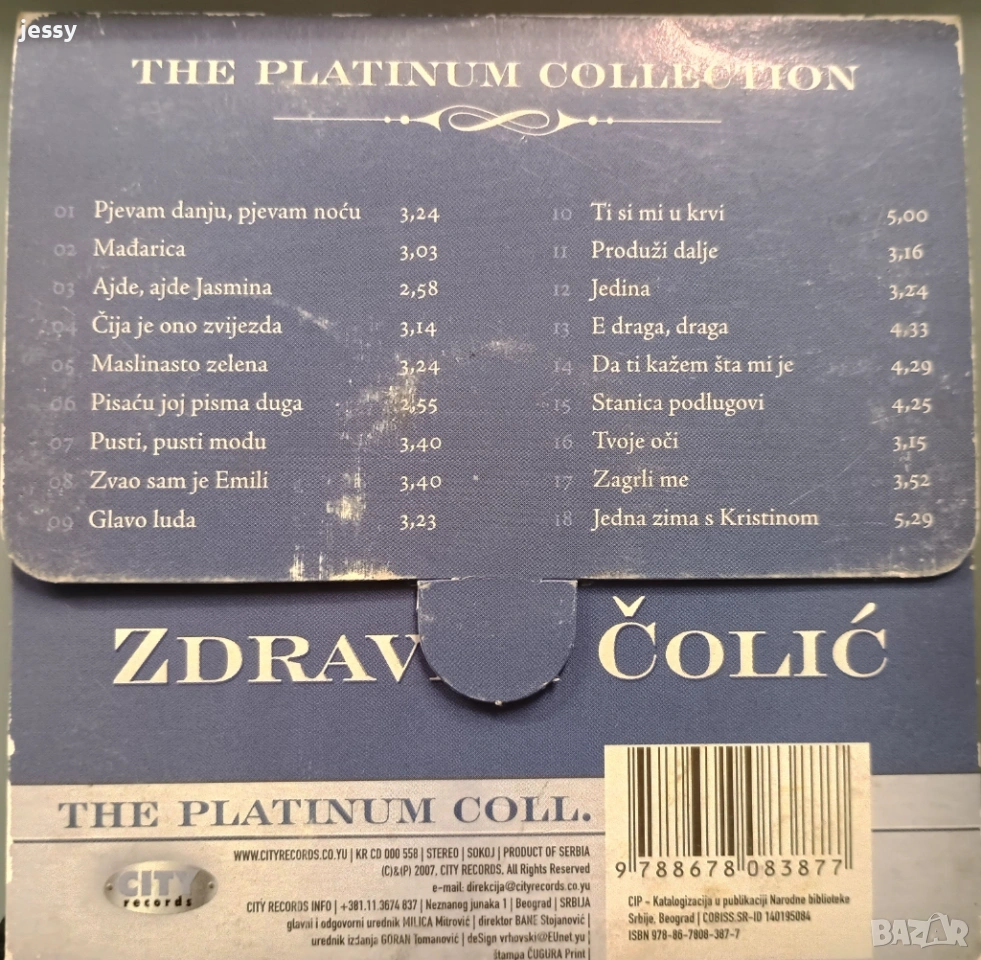 jessy
THE PLATINUM COLLECTION
01 Pjevam danju, pjevam noću 3,24
02 Mađarica 3,03
03 Ajde, ajde Jasmina 2,58
04 Čija je ono zvijezda 3,14
05 Maslinasto zelena 3,24
06 Pisaću joj pisma duga 2,55
07 Pusti, pusti modu 3,40
08 Zvao sam je Emili 3,40
09 Glavo luda 3,23
10 Ti si mi u krvi 5,00
11 Produži dalje 3,16
12 Jedina 3,24
13 E draga, draga 4,33
14 Da ti kažem šta mi je 4,29
15 Stanica podlugovi 4,25
16 Tvoje oči 3,15
17 Zagrli me 3,52
18 Jedna zima s Kristinom 5,29
ZDRAV ČOLIĆ
THE PLATINUM COLL.
CITY
records
WWW.CITYRECORDS.CO.YU | KR CD 000 558 | STEREO | SOKOJ | PRODUCT OF SERBIA
(C)&(P) 2007, CITY RECORDS. All Rights Reserved
e-mail: direkcija@cityrecords.co.yu
CITY RECORDS INFO | +381.11.3674 837 | Neznanog junaka 1 | Beograd | SRBIJA
glavai i odgovorni urednik MILICA Mitrović | direktor BANE Stojanović
urednik izdanja GORAN Tomanović | deSign vrhovski@EUnet.yu |
štampa ČUGURA Print |
9 788678 083877
CIP – Katalogizacija u publikaciji Narodne biblioteke
Srbije, Beograd | COBISS.SR-ID 140195084
ISBN 978-86-7808-387-7
BAZAR